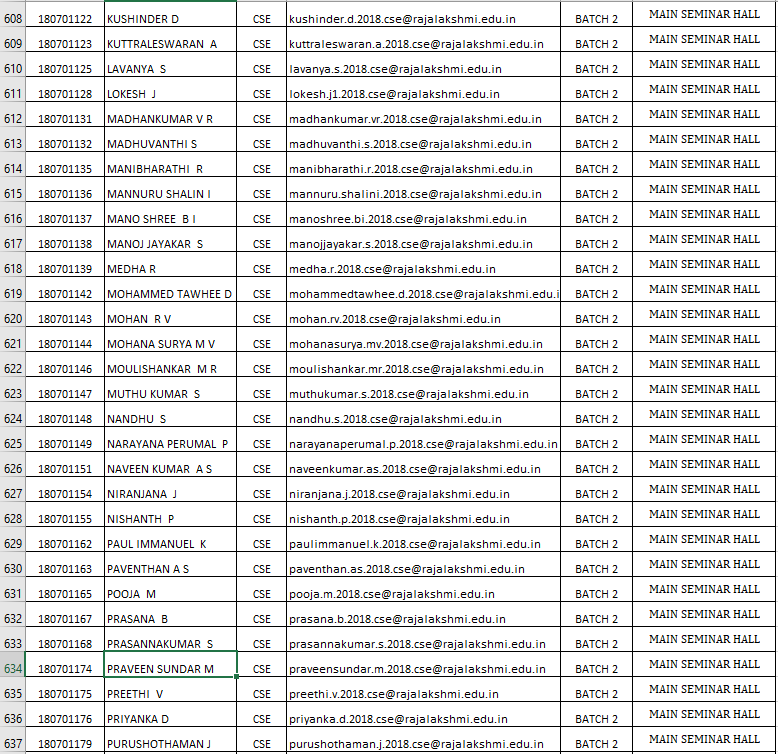 608 180701122 KUSHINDER D CSE kushinder.d.2018.cse@rajalakshmi.edu.in BATCH 2 MAIN SEMINAR HALL
609 180701123 KUTTRALESWARAN A CSE kuttraleswaran.a.2018.cse@rajalakshmi.edu.in BATCH 2 MAIN SEMINAR HALL
610 180701125 LAVANYA S CSE lavanya.s.2018.cse@rajalakshmi.edu.in BATCH 2 MAIN SEMINAR HALL
611 180701128 LOKESH J CSE lokesh.j1.2018.cse@rajalakshmi.edu.in BATCH 2 MAIN SEMINAR HALL
612 180701131 MADHANKUMAR V R CSE madhankumar.vr.2018.cse@rajalakshmi.edu.in BATCH 2 MAIN SEMINAR HALL
613 180701132 MADHUVANTHI S CSE madhuvanthi.s.2018.cse@rajalakshmi.edu.in BATCH 2 MAIN SEMINAR HALL
614 180701135 MANIBHARATHI R CSE manibharathi.r.2018.cse@rajalakshmi.edu.in BATCH 2 MAIN SEMINAR HALL
615 180701136 MANNURU SHALIN I CSE mannuru.shalini.2018.cse@rajalakshmi.edu.in BATCH 2 MAIN SEMINAR HALL
616 180701137 MANO SHREE B I CSE manoshree.bi.2018.cse@rajalakshmi.edu.in BATCH 2 MAIN SEMINAR HALL
617 180701138 MANOJ JAYAKAR S CSE manojjayakar.s.2018.cse@rajalakshmi.edu.in BATCH 2 MAIN SEMINAR HALL
618 180701139 MEDHA R CSE medha.r.2018.cse@rajalakshmi.edu.in BATCH 2 MAIN SEMINAR HALL
619 180701142 MOHAMMED TAWHEE D CSE mohammedtawhee.d.2018.cse@rajalakshmi.edu.i BATCH 2 MAIN SEMINAR HALL
620 180701143 MOHAN R V CSE mohan.rv.2018.cse@rajalakshmi.edu.in BATCH 2 MAIN SEMINAR HALL
621 180701144 MOHANA SURYA M V CSE mohanasurya.mv.2018.cse@rajalakshmi.edu.in BATCH 2 MAIN SEMINAR HALL
622 180701146 MOULISHANKAR M R CSE moulishankar.mr.2018.cse@rajalakshmi.edu.in BATCH 2 MAIN SEMINAR HALL
623 180701147 MUTHU KUMAR S CSE muthukumar.s.2018.cse@rajalakshmi.edu.in BATCH 2 MAIN SEMINAR HALL
624 180701148 NANDHU S CSE nandhu.s.2018.cse@rajalakshmi.edu.in BATCH 2 MAIN SEMINAR HALL
625 180701149 NARAYANA PERUMAL P CSE narayanaperumal.p.2018.cse@rajalakshmi.edu.in BATCH 2 MAIN SEMINAR HALL
626 180701151 NAVEEN KUMAR A S CSE naveenkumar.as.2018.cse@rajalakshmi.edu.in BATCH 2 MAIN SEMINAR HALL
627 180701154 NIRANJANA J CSE niranjana.j.2018.cse@rajalakshmi.edu.in BATCH 2 MAIN SEMINAR HALL
628 180701155 NISHANTH P CSE nishanth.p.2018.cse@rajalakshmi.edu.in BATCH 2 MAIN SEMINAR HALL
629 180701162 PAUL IMMANUEL K CSE paulimmanuel.k.2018.cse@rajalakshmi.edu.in BATCH 2 MAIN SEMINAR HALL
630 180701163 PAVENTHAN A S CSE paventhan.as.2018.cse@rajalakshmi.edu.in BATCH 2 MAIN SEMINAR HALL
631 180701165 POOJA M CSE pooja.m.2018.cse@rajalakshmi.edu.in BATCH 2 MAIN SEMINAR HALL
632 180701167 PRASANA B CSE prasana.b.2018.cse@rajalakshmi.edu.in BATCH 2 MAIN SEMINAR HALL
633 180701168 PRASANNAKUMAR S CSE prasannakumar.s.2018.cse@rajalakshmi.edu.in BATCH 2 MAIN SEMINAR HALL
634 180701174 PRAVEEN SUNDAR M CSE praveensundar.m.2018.cse@rajalakshmi.edu.in BATCH 2 MAIN SEMINAR HALL
635 180701175 PREETHI V CSE preethi.v.2018.cse@rajalakshmi.edu.in BATCH 2 MAIN SEMINAR HALL
636 180701176 PRIYANKA D CSE priyanka.d.2018.cse@rajalakshmi.edu.in BATCH 2 MAIN SEMINAR HALL
637 180701179 PURUSHOTHAMAN J CSE purushothaman.j.2018.cse@rajalakshmi.edu.in BATCH 2 MAIN SEMINAR HALL